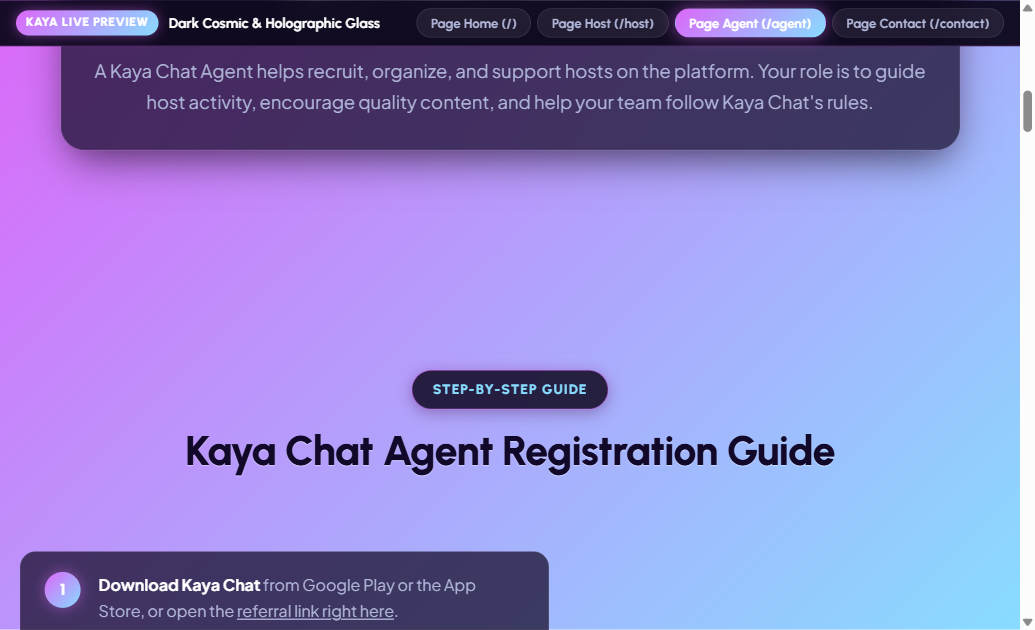 KAYA LIVE PREVIEW
Dark Cosmic & Holographic Glass
Page Home (/)
Page Host (/host)
Page Agent (/agent)
Page Contact (/contact)
A Kaya Chat Agent helps recruit, organize, and support hosts on the platform. Your role is to guide
host activity, encourage quality content, and help your team follow Kaya Chat's rules.
STEP-BY-STEP GUIDE
Kaya Chat Agent Registration Guide
1
Download Kaya Chat from Google Play or the App
Store, or open the referral link right here.